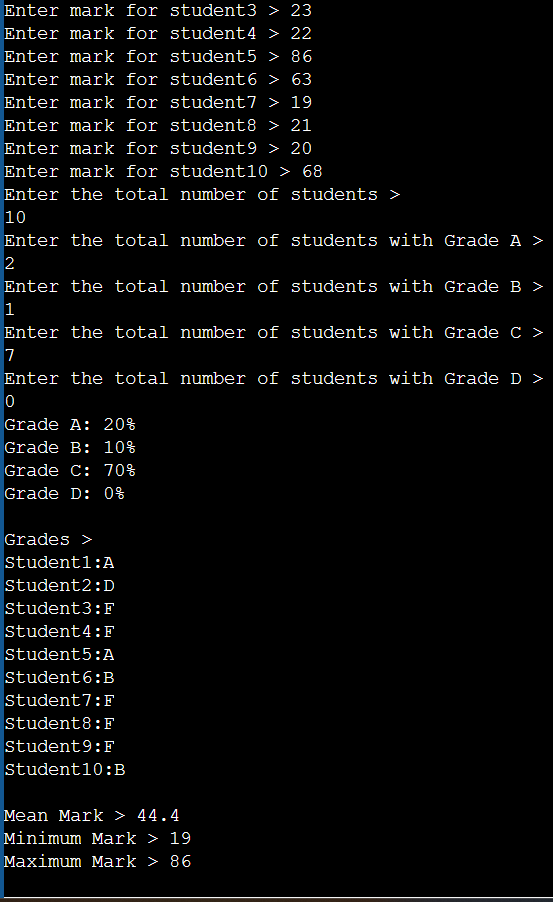 Enter mark for student3 > 23
Enter mark for student4 > 22
Enter mark for student5 > 86
Enter mark for student6 > 63
Enter mark for student7 > 19
Enter mark for student8 > 21
Enter mark for student9 > 20
Enter mark for student10 > 68
Enter the total number of students >
10
Enter the total number of students with Grade A >
2
Enter the total number of students with Grade B >
1
Enter the total number of students with Grade C >
7
Enter the total number of students with Grade D >
0
Grade A: 20%
Grade B: 10%
Grade C: 70%
Grade D: 0%
Grades >
Student1:A
Student2:D
Student3:F
Student4:F
Student5:A
Student6:B
Student7:F
Student8:F
Student9:F
Student10:B
Mean Mark > 44.4
Minimum Mark > 19
Maximum Mark > 86